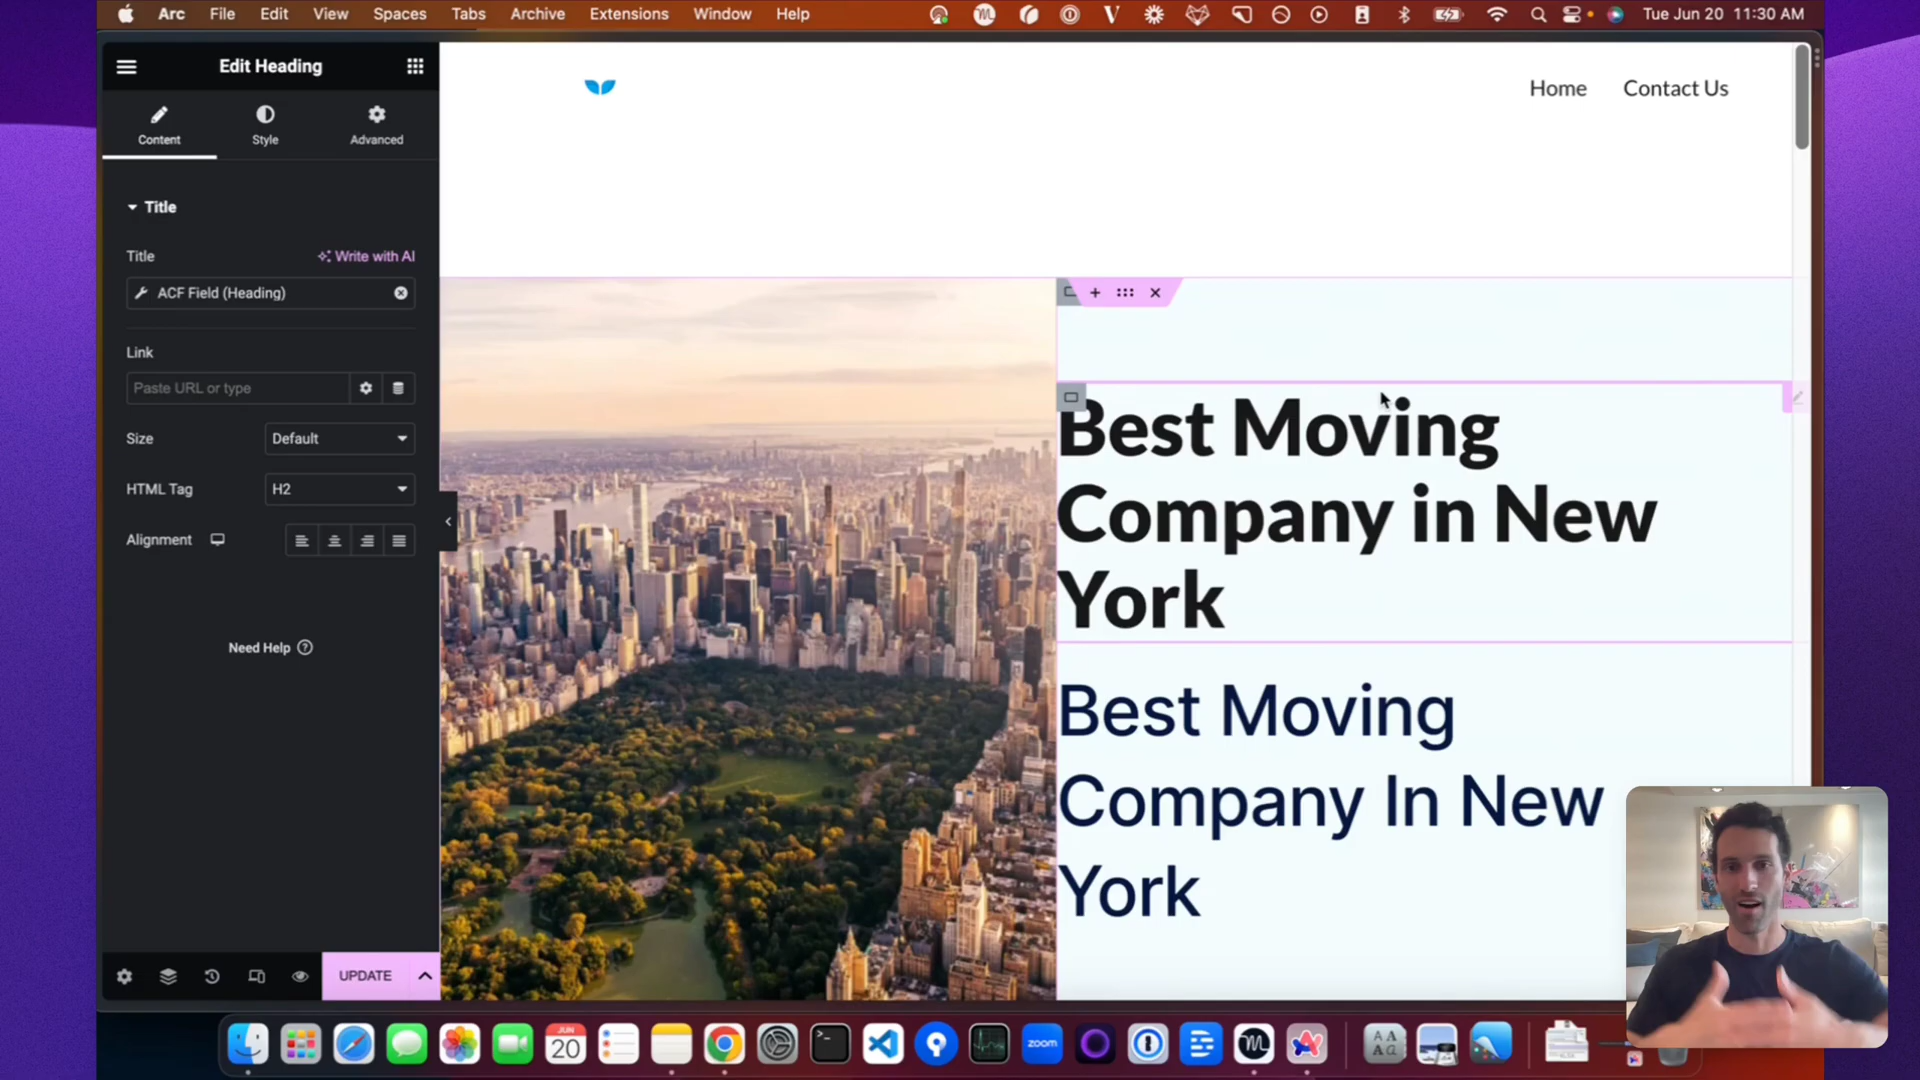 Arc File Edit View Spaces Tabs Archive Extensions Window Help
Tue Jun 20 11:30 AM
Edit Heading
Content Style Advanced
Home Contact Us
Title
Title Write with AI
ACF Field (Heading)
Link
Paste URL or type
Size Default
HTML Tag H2
Alignment
Need Help ?
UPDATE
Best Moving
Company in New
York
Best Moving
Company In New
York
JUN
20
zoom